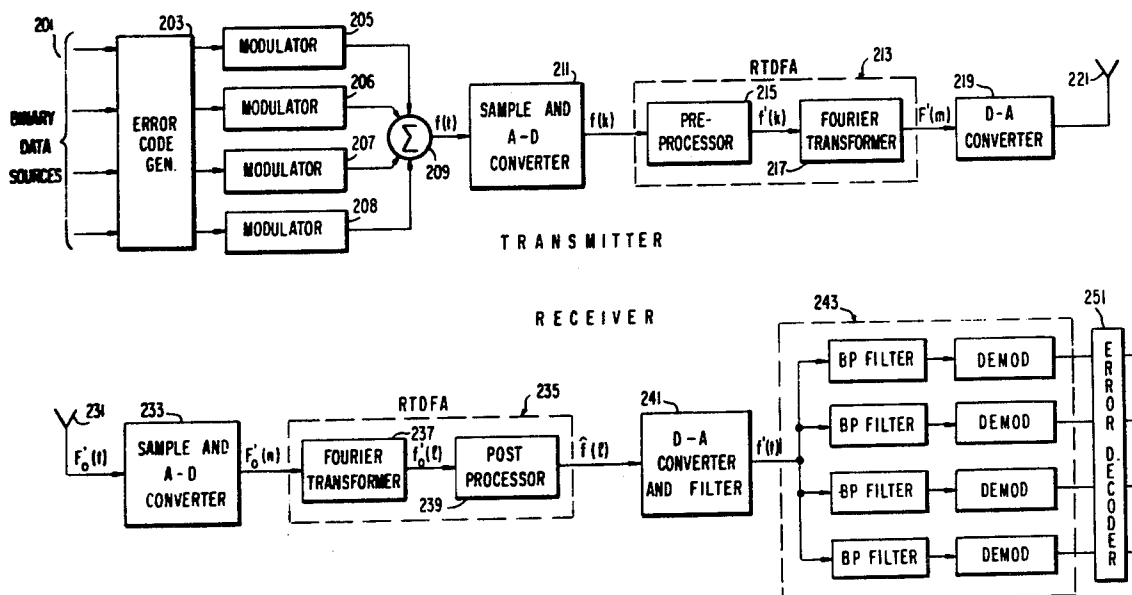 201
203
205
BINARY
DATA
SOURCES
ERROR
CODE
GEN.
MODULATOR
206
MODULATOR
207
MODULATOR
208
MODULATOR
Σ
209
f(t)
211
SAMPLE AND
A-D
CONVERTER
f(k)
RTDFA
213
215
PRE-
PROCESSOR
f'(k)
FOURIER
TRANSFORMER
217
F'(m)
219
D-A
CONVERTER
221
TRANSMITTER
RECEIVER
231
F'₀(t)
233
SAMPLE AND
A-D
CONVERTER
F'₀(n)
RTDFA
235
237
FOURIER
TRANSFORMER
f'₀(ℓ)
POST
PROCESSOR
239
f̂(ℓ)
241
D-A
CONVERTER
AND FILTER
f'(t)
243
BP FILTER
DEMOD
BP FILTER
DEMOD
BP FILTER
DEMOD
BP FILTER
DEMOD
251
ERROR DECODER